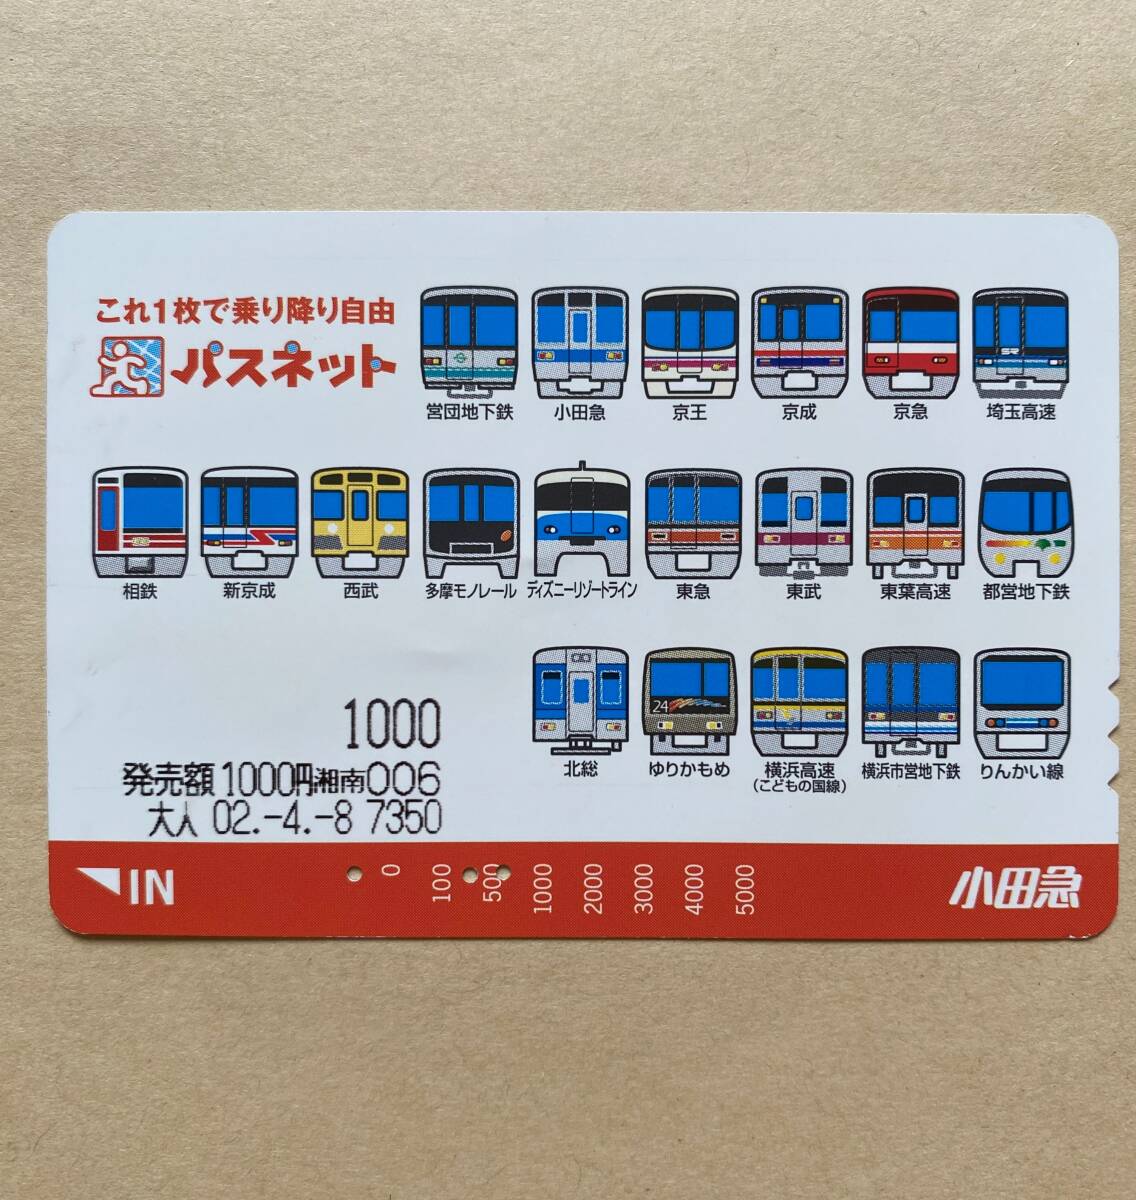 これ1枚で乗り降り自由
パスネット
営団地下鉄 小田急 京王 京成 京急 埼玉高速
SR
相鉄 新京成 西武 多摩モノレール ディズニーリゾートライン 東急 東武 東葉高速 都営地下鉄
24
北総 ゆりかもめ 横浜高速 横浜市営地下鉄 りんかい線
(こどもの国線)
1000
発売額 1000円 湘南006
大人 02.-4.-8 7350
IN 0 100 500 1000 2000 3000 4000 5000 小田急